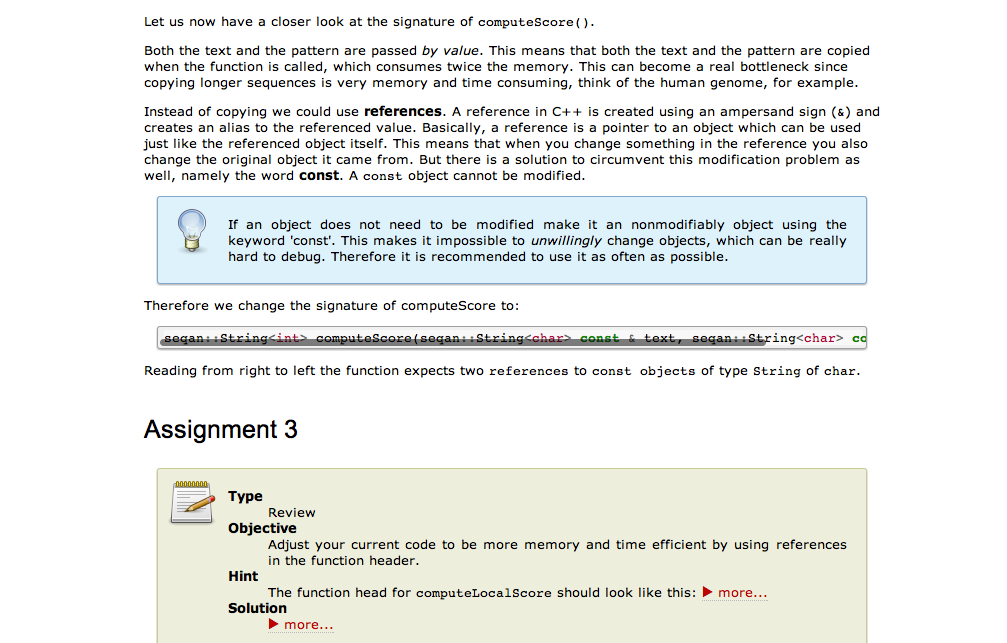 Let us now have a closer look at the signature of computeScore().
Both the text and the pattern are passed by value. This means that both the text and the pattern are copied
when the function is called, which consumes twice the memory. This can become a real bottleneck since
copying longer sequences is very memory and time consuming, think of the human genome, for example.
Instead of copying we could use references. A reference in C++ is created using an ampersand sign (&) and
creates an alias to the referenced value. Basically, a reference is a pointer to an object which can be used
just like the referenced object itself. This means that when you change something in the reference you also
change the original object it came from. But there is a solution to circumvent this modification problem as
well, namely the word const. A const object cannot be modified.
If an object does not need to be modified make it an nonmodifiably object using the
keyword 'const'. This makes it impossible to unwillingly change objects, which can be really
hard to debug. Therefore it is recommended to use it as often as possible.
Therefore we change the signature of computeScore to:
seqan::String<int> computeScore(seqan::String<char> const & text, seqan::String<char> co
Reading from right to left the function expects two references to const objects of type String of char.
Assignment 3
Type
Review
Objective
Adjust your current code to be more memory and time efficient by using references
in the function header.
Hint
The function head for computeLocalScore should look like this: ▶ more...
Solution
▶ more...